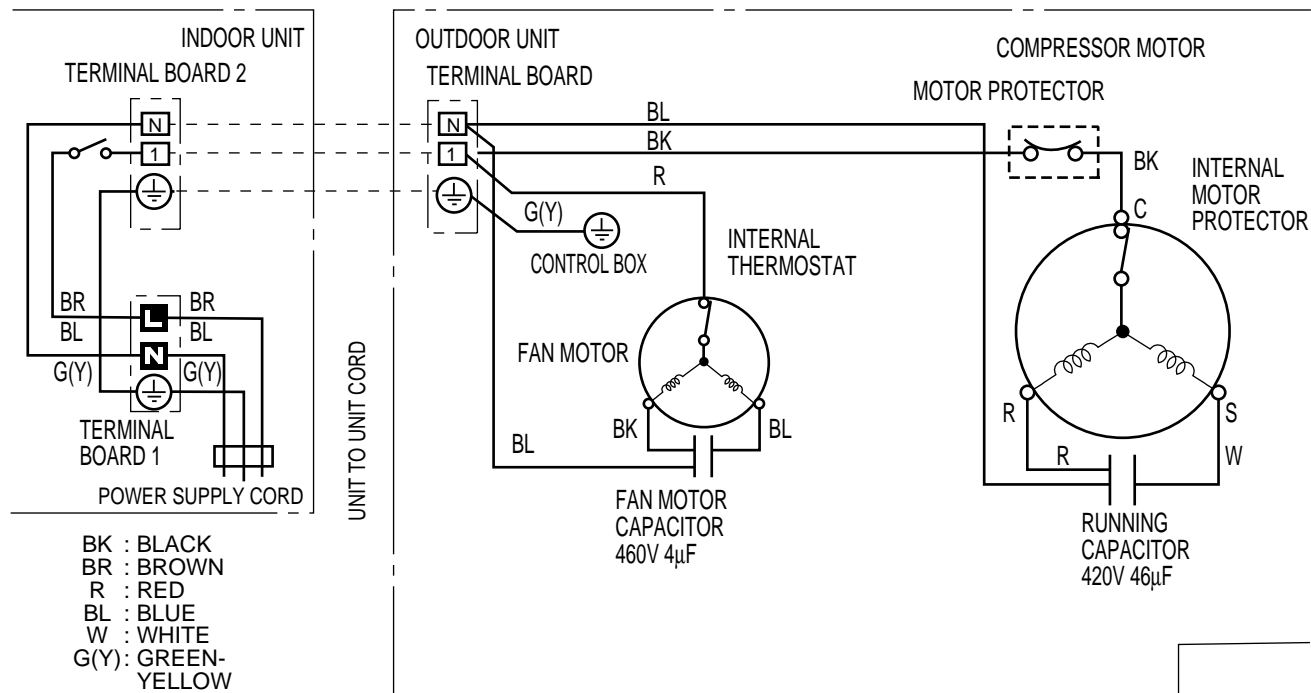 INDOOR UNIT
TERMINAL BOARD 2
N
1
BR
BL
G(Y)
L
N
BR
BL
G(Y)
TERMINAL
BOARD 1
POWER SUPPLY CORD
UNIT TO UNIT CORD
OUTDOOR UNIT
TERMINAL BOARD
N
1
BL
BK
R
G(Y)
CONTROL BOX
INTERNAL
THERMOSTAT
FAN MOTOR
BK
BL
BL
FAN MOTOR
CAPACITOR
460V 4µF
COMPRESSOR MOTOR
MOTOR PROTECTOR
BK
C
INTERNAL
MOTOR
PROTECTOR
R
S
R
W
RUNNING
CAPACITOR
420V 46µF
BK : BLACK
BR : BROWN
R : RED
BL : BLUE
W : WHITE
G(Y) : GREEN-
YELLOW